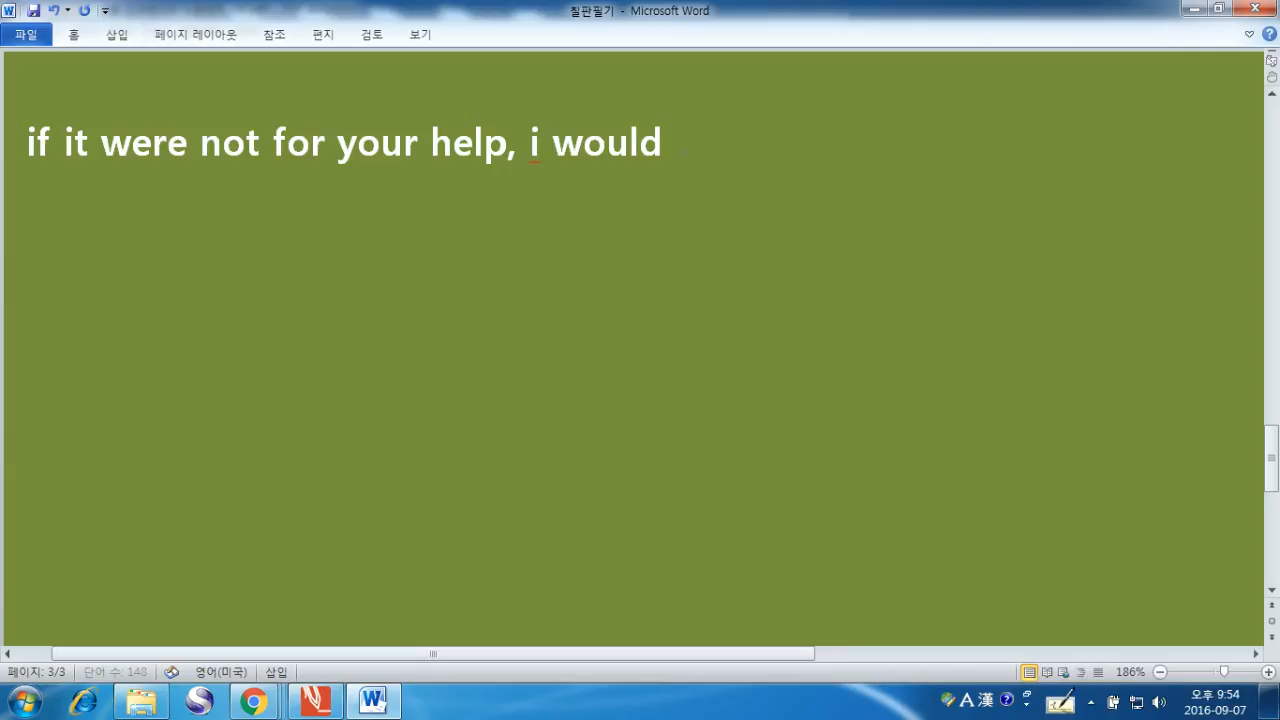 칠판필기 - Microsoft Word
파일 홈 삽입 페이지 레이아웃 참조 편지 검토 보기
if it were not for your help, i would
페이지: 3/3 단어 수: 148 영어(미국) 삽입 186%
A 漢 오후 9:54
2016-09-07